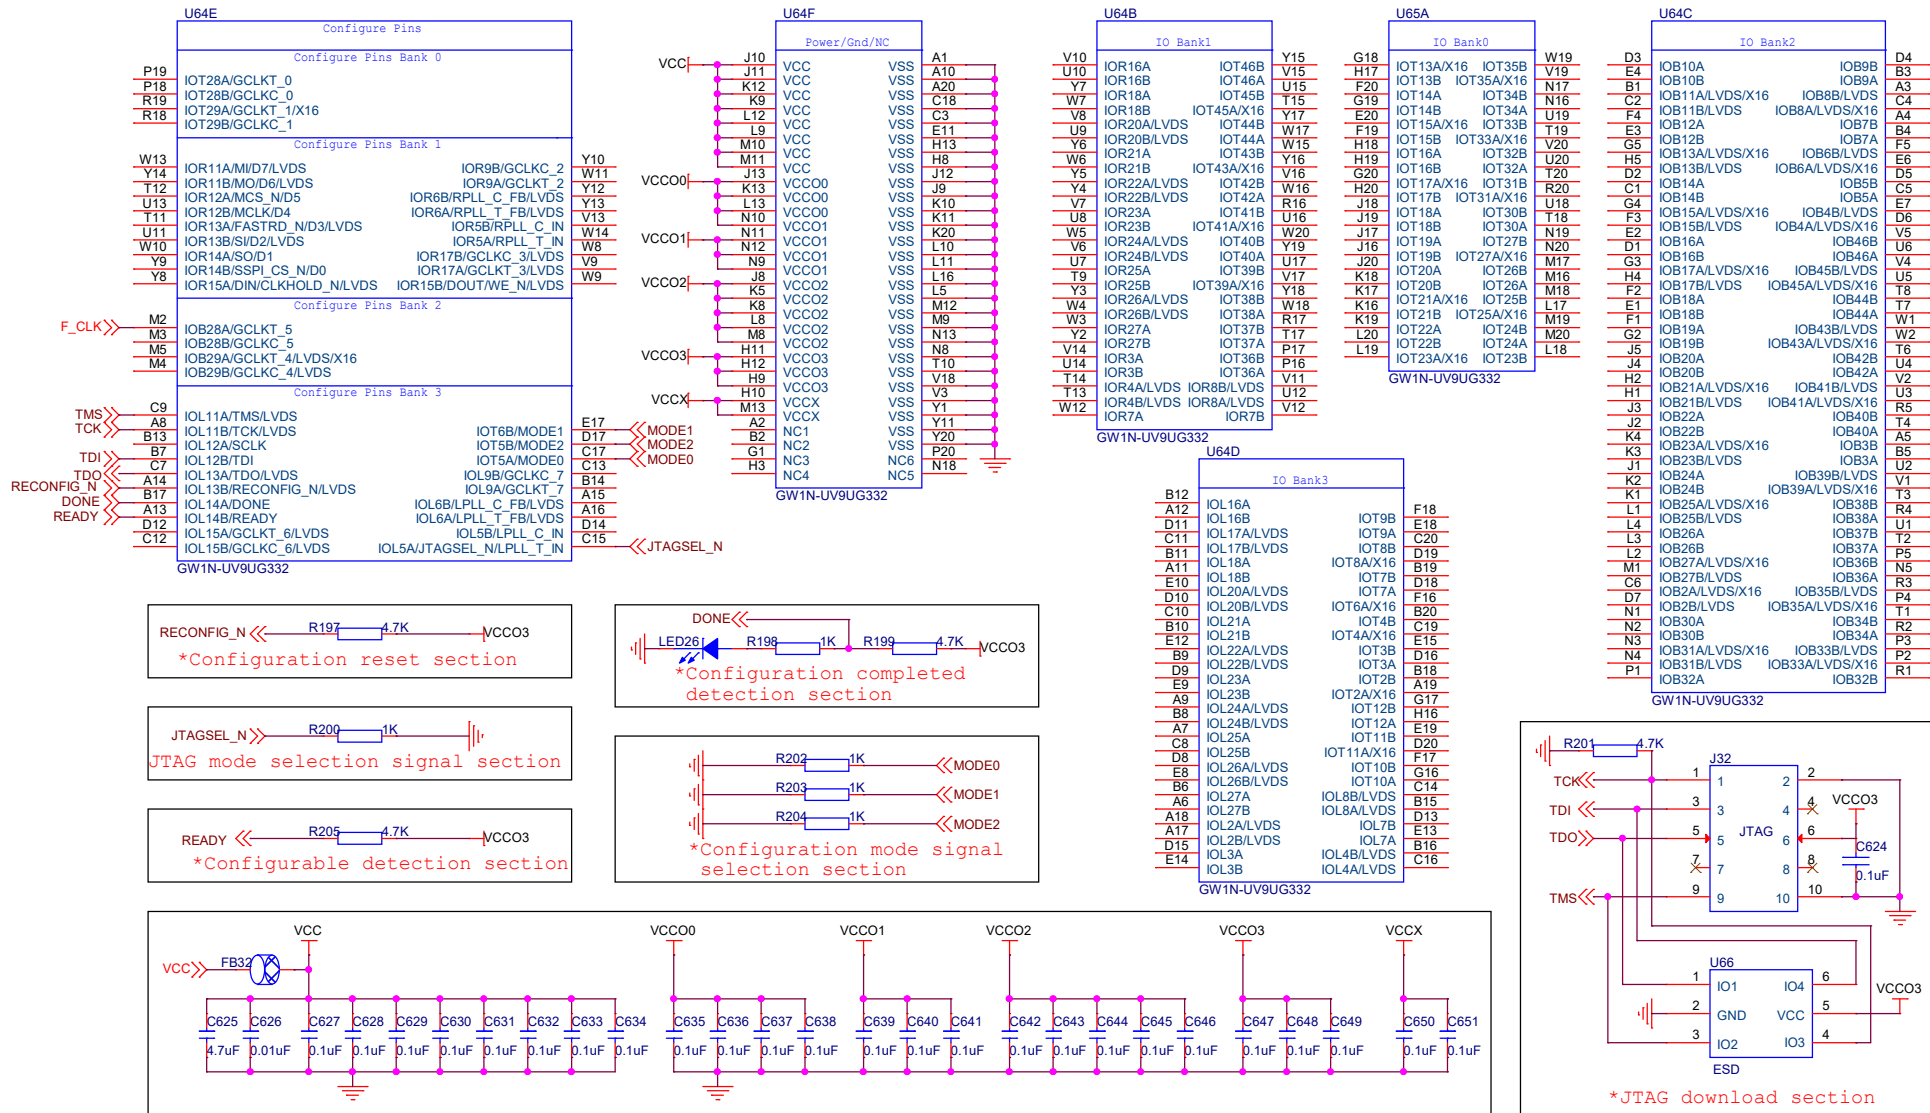 U64E
Configure Pins
Configure Pins Bank 0
P19 IOT28A/GCLKT_0
P18 IOT28B/GCLKC_0
R19 IOT29A/GCLKT_1/X16
R18 IOT29B/GCLKC_1
Configure Pins Bank 1
W13 IOR11A/MI/D7/LVDS IOR9B/GCLKC_2 Y10
Y14 IOR11B/MO/D6/LVDS IOR9A/GCLKT_2 W11
T12 IOR12A/MCS_N/D5 IOR6B/RPLL_C_FB/LVDS Y12
U13 IOR12B/MCLK/D4 IOR6A/RPLL_T_FB/LVDS Y13
T11 IOR13A/FASTRD_N/D3/LVDS IOR5B/RPLL_C_IN V13
U11 IOR13B/SI/D2/LVDS IOR5A/RPLL_T_IN W14
W10 IOR14A/SO/D1 IOR17B/GCLKC_3/LVDS W8
Y9 IOR14B/SSPI_CS_N/D0 IOR17A/GCLKT_3/LVDS V9
Y8 IOR15A/DIN/CLKHOLD_N/LVDS IOR15B/DOUT/WE_N/LVDS W9
Configure Pins Bank 2
F_CLK M2 IOB28A/GCLKT_5
M3 IOB28B/GCLKC_5
M5 IOB29A/GCLKT_4/LVDS/X16
M4 IOB29B/GCLKC_4/LVDS
Configure Pins Bank 3
TMS C9 IOL11A/TMS/LVDS
TCK A8 IOL11B/TCK/LVDS IOT6B/MODE1 E17 MODE1
B13 IOL12A/SCLK IOT5B/MODE2 D17 MODE2
TDI B7 IOL12B/TDI IOT5A/MODE0 C17 MODE0
TDO C7 IOL13A/TDO/LVDS IOL9B/GCLKC_7 C13
RECONFIG_N A14 IOL13B/RECONFIG_N/LVDS IOL9A/GCLKT_7 B14
DONE B17 IOL14A/DONE IOL6B/LPLL_C_FB/LVDS A15
READY A13 IOL14B/READY IOL6A/LPLL_T_FB/LVDS A16
D12 IOL15A/GCLKT_6/LVDS IOL5B/LPLL_C_IN D14
C12 IOL15B/GCLKC_6/LVDS IOL5A/JTAGSEL_N/LPLL_T_IN C15 JTAGSEL_N
GW1N-UV9UG332
U64F
Power/Gnd/NC
VCC J10 VCC VSS A1
J11 VCC VSS A10
K12 VCC VSS A20
K9 VCC VSS C18
L12 VCC VSS C3
L9 VCC VSS E11
M10 VCC VSS H13
M11 VCC VSS H8
VCCO0 J13 VCCO0 VSS J12
K13 VCCO0 VSS J9
L13 VCCO0 VSS K10
N10 VCCO1 VSS K11
VCCO1 N11 VCCO1 VSS K20
N12 VCCO1 VSS L10
N9 VCCO1 VSS L11
VCCO2 J8 VCCO2 VSS L16
K5 VCCO2 VSS L5
K8 VCCO2 VSS M12
L8 VCCO2 VSS M9
M8 VCCO2 VSS N13
VCCO3 H11 VCCO3 VSS N8
H12 VCCO3 VSS T10
H9 VCCO3 VSS V18
VCCX H10 VCCX VSS V3
M13 VCCX VSS Y1
A2 NC1 VSS Y11
B2 NC2 VSS Y20
G1 NC3 NC6 P20
H3 NC4 NC5 N18
GW1N-UV9UG332
U64B
IO Bank1
V10 IOR16A IOT46B Y15
U10 IOR16B IOT46A V15
Y7 IOR18A IOT45B U15
W7 IOR18B IOT45A/X16 T15
V8 IOR20A/LVDS IOT44B Y17
U9 IOR20B/LVDS IOT44A W17
Y6 IOR21A IOT43B W15
W6 IOR21B IOT43A/X16 Y16
Y5 IOR22A/LVDS IOT42B V16
Y4 IOR22B/LVDS IOT42A W16
V7 IOR23A IOT41B R16
U8 IOR23B IOT41A/X16 U16
W5 IOR24A/LVDS IOT40B W20
V6 IOR24B/LVDS IOT40A Y19
U7 IOR25A IOT39B U17
T9 IOR25B IOT39A/X16 V17
Y3 IOR26A/LVDS IOT38B Y18
W4 IOR26B/LVDS IOT38A W18
W3 IOR27A IOT37B R17
Y2 IOR27B IOT37A T17
V14 IOR3A IOT36B P17
U14 IOR3B IOT36A P16
T14 IOR4A/LVDS IOR8B/LVDS V11
T13 IOR4B/LVDS IOR8A/LVDS U12
W12 IOR7A IOR7B V12
GW1N-UV9UG332
U65A
IO Bank0
G18 IOT13A/X16 IOT35B W19
H17 IOT13B IOT35A/X16 V19
F20 IOT14A IOT34B N17
G19 IOT14B IOT34A N16
E20 IOT15A/X16 IOT33B U19
F19 IOT15B IOT33A/X16 T19
H18 IOT16A IOT32B V20
H19 IOT16B IOT32A U20
G20 IOT17A/X16 IOT31B T20
H20 IOT17B IOT31A/X16 R20
J18 IOT18A IOT30B U18
J19 IOT18B IOT30A T18
J17 IOT19A IOT27B N19
J16 IOT19B IOT27A/X16 N20
J20 IOT20A IOT26B M17
K18 IOT20B IOT26A M16
K17 IOT21A/X16 IOT25B M18
K16 IOT21B IOT25A/X16 L17
K19 IOT22A IOT24B M19
L20 IOT22B IOT24A M20
L19 IOT23A/X16 IOT23B L18
GW1N-UV9UG332
U64C
IO Bank2
D3 IOB10A IOB9B D4
E4 IOB10B IOB9A B3
B1 IOB11A/LVDS/X16 IOB8B/LVDS A3
C2 IOB11B/LVDS IOB8A/LVDS/X16 C4
F4 IOB12A IOB7B A4
E3 IOB12B IOB7A B4
G5 IOB13A/LVDS/X16 IOB6B/LVDS F5
H5 IOB13B/LVDS IOB6A/LVDS/X16 E6
D2 IOB14A IOB5B D5
C1 IOB14B IOB5A C5
G4 IOB15A/LVDS/X16 IOB4B/LVDS E7
F3 IOB15B/LVDS IOB4A/LVDS/X16 D6
E2 IOB16A IOB46B V5
D1 IOB16B IOB46A U6
G3 IOB17A/LVDS/X16 IOB45B/LVDS V4
H4 IOB17B/LVDS IOB45A/LVDS/X16 U5
F2 IOB18A IOB44B T8
E1 IOB18B IOB44A T7
F1 IOB19A IOB43B/LVDS W1
G2 IOB19B IOB43A/LVDS/X16 W2
J5 IOB20A IOB42B T6
J4 IOB20B IOB42A U4
H2 IOB21A/LVDS/X16 IOB41B/LVDS V2
H1 IOB21B/LVDS IOB41A/LVDS/X16 U3
J3 IOB22A IOB40B R5
J2 IOB22B IOB40A T4
K4 IOB23A/LVDS/X16 IOB3B A5
K3 IOB23B/LVDS IOB3A B5
J1 IOB24A IOB39B/LVDS U2
K2 IOB24B IOB39A/LVDS/X16 V1
K1 IOB25A/LVDS/X16 IOB38B T3
L1 IOB25B/LVDS IOB38A R4
L4 IOB26A IOB37B U1
L3 IOB26B IOB37A T2
L2 IOB27A/LVDS/X16 IOB36B P5
M1 IOB27B/LVDS IOB36A N5
C6 IOB2A/LVDS/X16 IOB35B/LVDS R3
D7 IOB2B/LVDS IOB35A/LVDS/X16 P4
N1 IOB30A IOB34B T1
N2 IOB30B IOB34A R2
N3 IOB31A/LVDS/X16 IOB33B/LVDS P3
N4 IOB31B/LVDS IOB33A/LVDS/X16 P2
P1 IOB32A IOB32B R1
GW1N-UV9UG332
U64D
IO Bank3
B12 IOL16A
A12 IOL16B IOT9B F18
D11 IOL17A/LVDS IOT9A E18
C11 IOL17B/LVDS IOT8B C20
B11 IOL18A IOT8A/X16 D19
A11 IOL18B IOT7B B19
E10 IOL20A/LVDS IOT7A D18
D10 IOL20B/LVDS IOT6A/X16 F16
C10 IOL21A IOT4B B20
B10 IOL21B IOT4A/X16 C19
E12 IOL22A/LVDS IOT3B E15
B9 IOL22B/LVDS IOT3A D16
D9 IOL23A IOT2B B18
E9 IOL23B IOT2A/X16 A19
A9 IOL24A/LVDS IOT12B G17
B8 IOL24B/LVDS IOT12A H16
A7 IOL25A IOT11B E19
C8 IOL25B IOT11A/X16 D20
D8 IOL26A/LVDS IOT10B F17
E8 IOL26B/LVDS IOT10A G16
B6 IOL27A IOL8B/LVDS C14
A6 IOL27B IOL8A/LVDS B15
A18 IOL2A/LVDS IOL7B D13
A17 IOL2B/LVDS IOL7A E13
D15 IOL3A IOL4B/LVDS B16
E14 IOL3B IOL4A/LVDS C16
GW1N-UV9UG332
RECONFIG_N R197 4.7K VCCO3
*Configuration reset section
JTAGSEL_N R200 1K
JTAG mode selection signal section
READY R205 4.7K VCCO3
*Configurable detection section
DONE
LED26 R198 1K R199 4.7K VCCO3
*Configuration completed
detection section
R202 1K MODE0
R203 1K MODE1
R204 1K MODE2
*Configuration mode signal
selection section
R201 4.7K
J32
TCK 1 1 2 2
TDI 3 3 4 4 VCCO3
TDO 5 5 JTAG 6 6
7 7 8 8 C624
0.1uF
TMS 9 9 10 10
U66
1 IO1 IO4 6
2 GND VCC 5 VCCO3
3 IO2 IO3 4
ESD
*JTAG download section
VCC VCCO0 VCCO1 VCCO2 VCCO3 VCCX
VCC FB32
C625 C626 C627 C628 C629 C630 C631 C632 C633 C634 C635 C636 C637 C638 C639 C640 C641 C642 C643 C644 C645 C646 C647 C648 C649 C650 C651
4.7uF 0.01uF 0.1uF 0.1uF 0.1uF 0.1uF 0.1uF 0.1uF 0.1uF 0.1uF 0.1uF 0.1uF 0.1uF 0.1uF 0.1uF 0.1uF 0.1uF 0.1uF 0.1uF 0.1uF 0.1uF 0.1uF 0.1uF 0.1uF 0.1uF 0.1uF 0.1uF